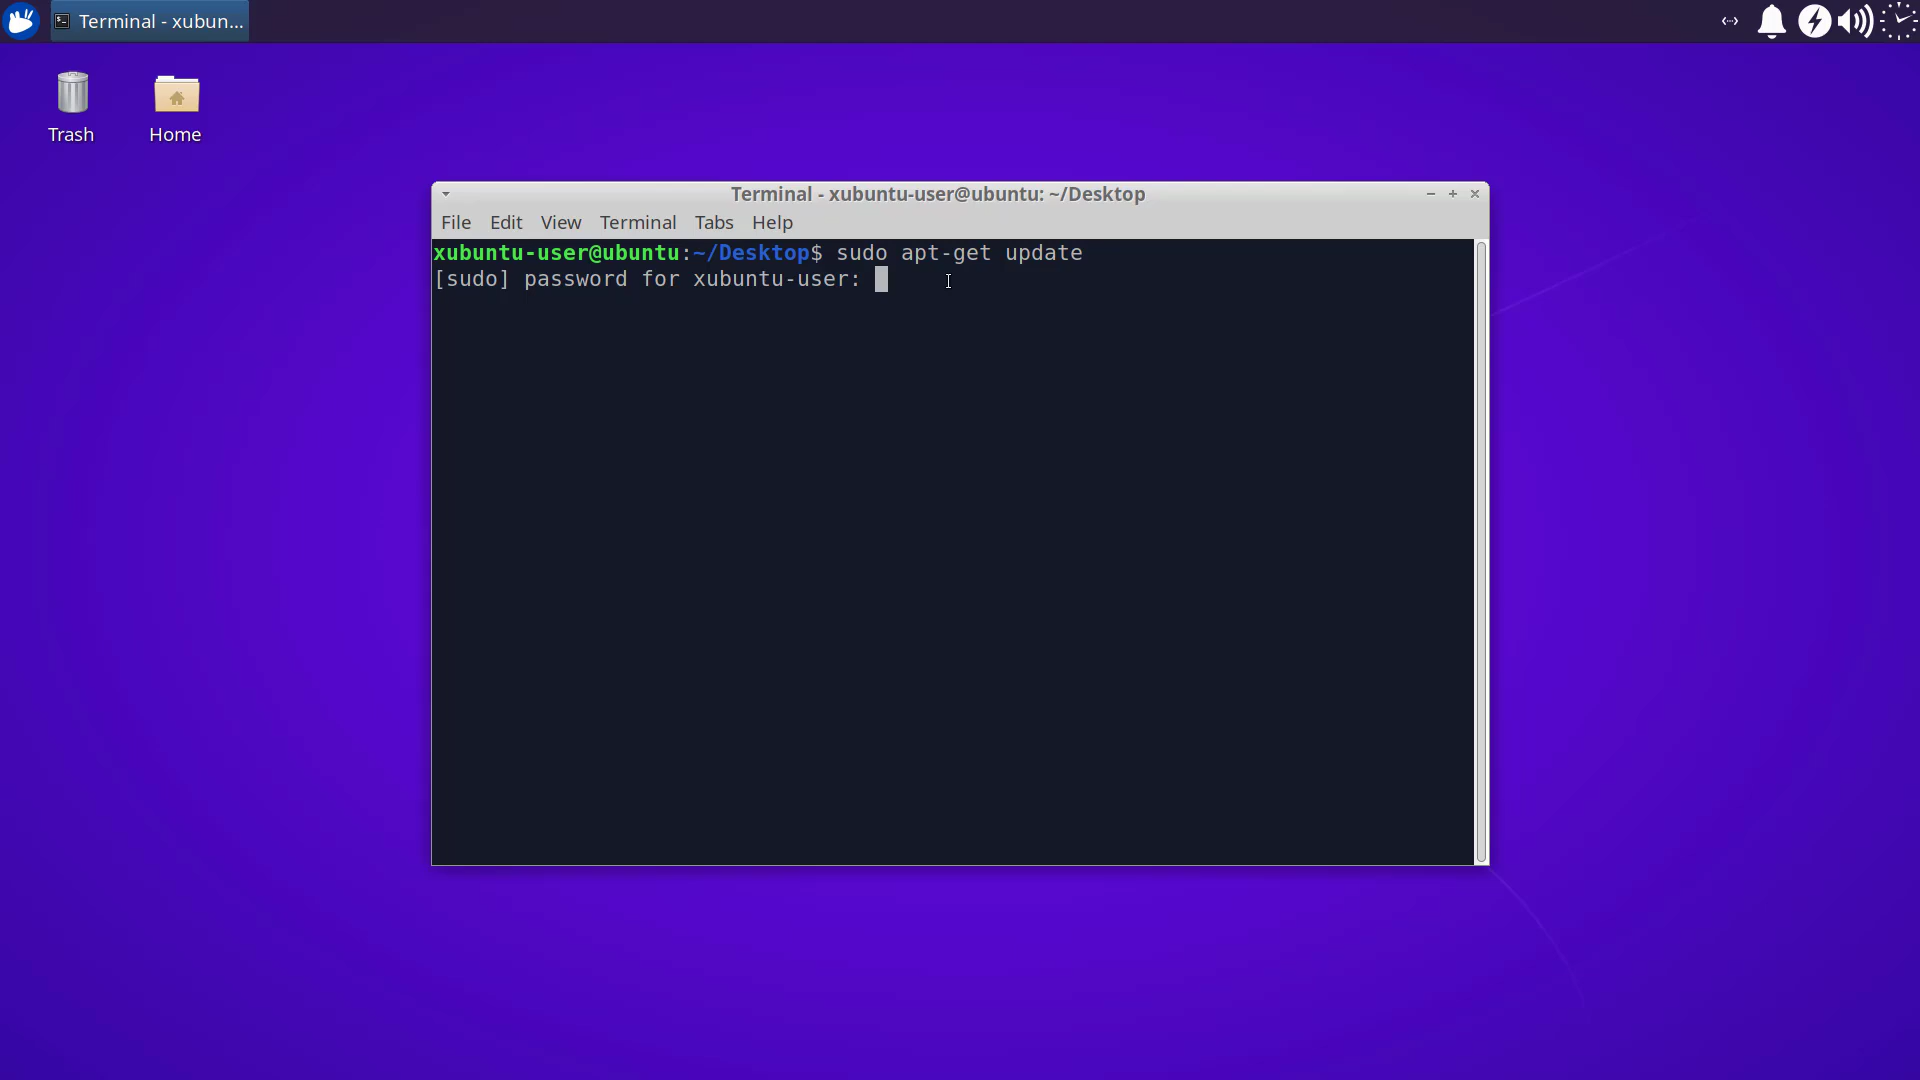 Terminal - xubun...
Trash
Home
Terminal - xubuntu-user@ubuntu: ~/Desktop
File Edit View Terminal Tabs Help
xubuntu-user@ubuntu:~/Desktop$ sudo apt-get update
[sudo] password for xubuntu-user: